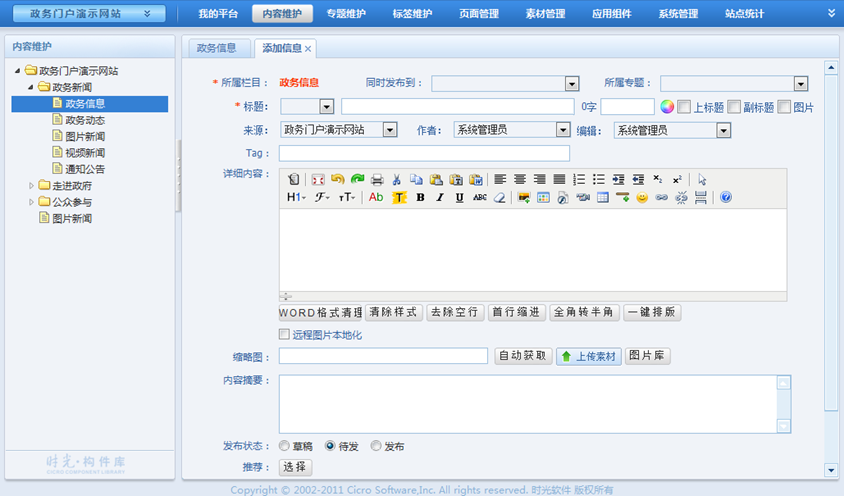 政务门户演示网站 我的平台 内容维护 专题维护 标签维护 页面管理 素材管理 应用组件 系统管理 站点统计
内容维护
政务门户演示网站
政务新闻
政务信息
政务动态
图片新闻
视频新闻
通知公告
走进政府
公众参与
图片新闻
时光·构件库
CICRO COMPONENT LIBRARY
政务信息 添加信息 ×
* 所属栏目： 政务信息 同时发布到： 所属专题：
* 标题： 0字 上标题 副标题 图片
来源： 政务门户演示网站 作者： 系统管理员 编辑： 系统管理员
Tag：
详细内容：
H1 F тT Ab T B I U ABC
WORD格式清理 清除样式 去除空行 首行缩进 全角转半角 一键排版
远程图片本地化
缩略图： 自动获取 上传素材 图片库
内容摘要：
发布状态： 草稿 待发 发布
推荐： 选择
Copyright © 2002-2011 Cicro Software,Inc. All rights reserved. 时光软件 版权所有